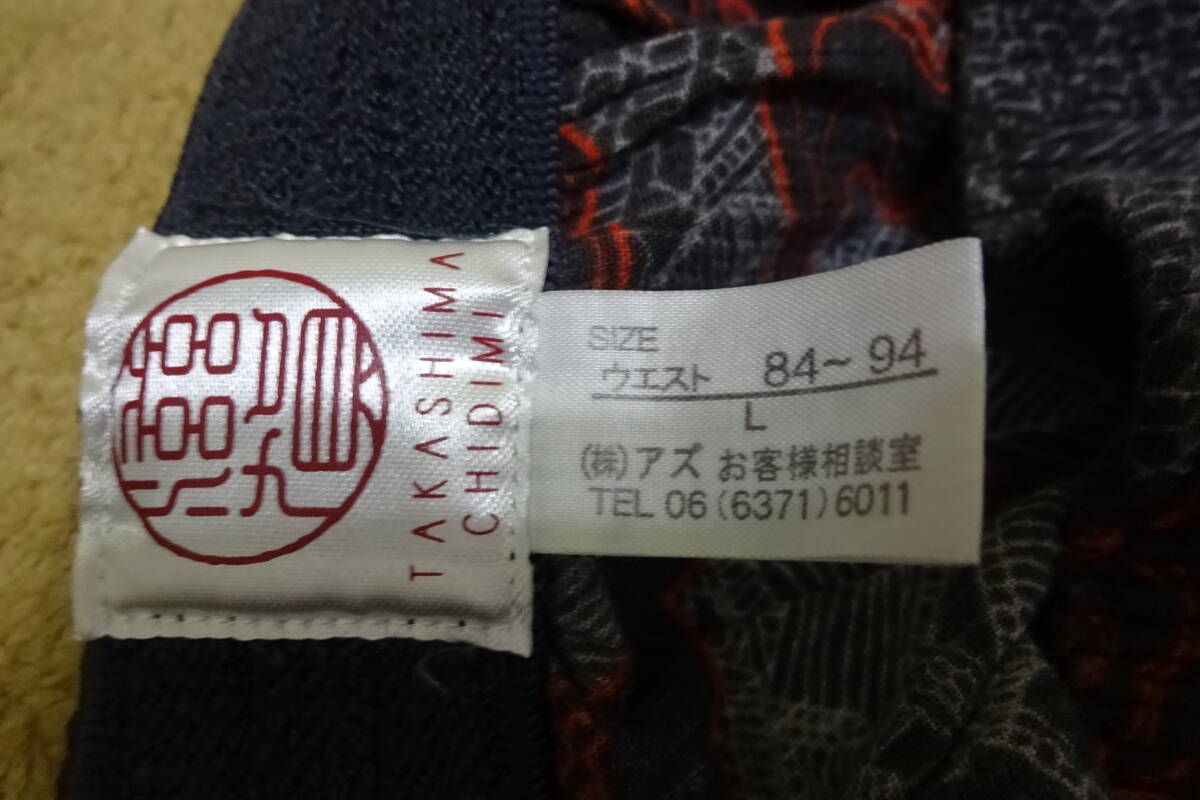 TAKASHIMA
CHIDIMI
SIZE
ウエスト 84~94
L
(株)アズ お客様相談室
TEL 06(6371)6011